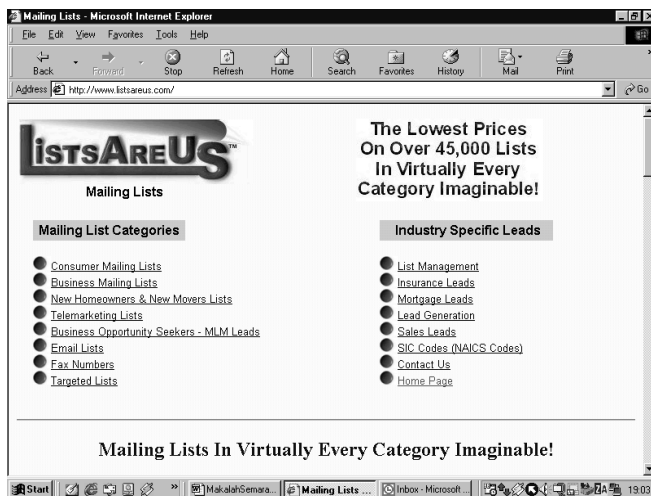 Mailing Lists - Microsoft Internet Explorer
File Edit View Favorites Tools Help
Back Forward Stop Refresh Home Search Favorites History Mail Print
Address http://www.listsareus.com/ Go
LISTSAREUS™
Mailing Lists
The Lowest Prices
On Over 45,000 Lists
In Virtually Every
Category Imaginable!
Mailing List Categories
Consumer Mailing Lists
Business Mailing Lists
New Homeowners & New Movers Lists
Telemarketing Lists
Business Opportunity Seekers - MLM Leads
Email Lists
Fax Numbers
Targeted Lists
Industry Specific Leads
List Management
Insurance Leads
Mortgage Leads
Lead Generation
Sales Leads
SIC Codes (NAICS Codes)
Contact Us
Home Page
Mailing Lists In Virtually Every Category Imaginable!
Start » MakalahSemara... Mailing Lists ... Inbox - Microsoft ... 19:03